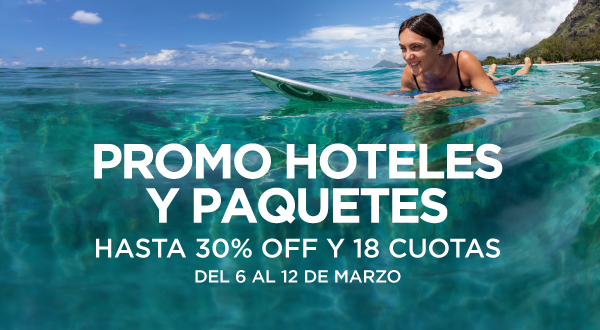 PROMO HOTELES
Y PAQUETES
HASTA 30% OFF Y 18 CUOTAS
DEL 6 AL 12 DE MARZO